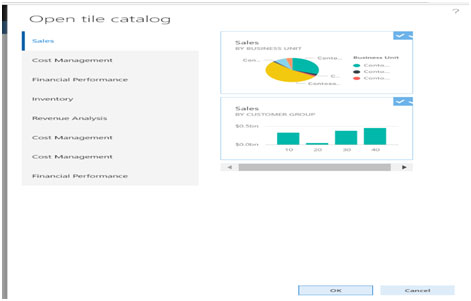 ?
Open tile catalog
Sales
Cost Management
Financial Performance
Inventory
Revenue Analysis
Cost Management
Cost Management
Financial Performance
Sales
BY BUSINESS UNIT
Con...
Conto...
C...
Contoso...
Business Unit
Conto...
Conto...
Conto...
Sales
BY CUSTOMER GROUP
$0.5bn
$0.0bn
10 20 30 40
OK Cancel